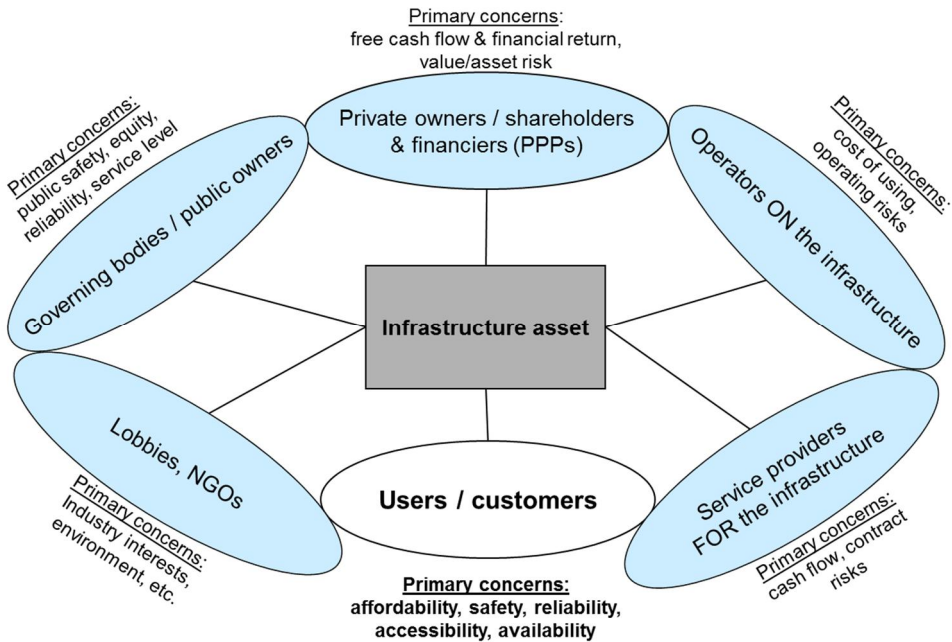 Primary concerns:
free cash flow & financial return,
value/asset risk
Private owners / shareholders
& financiers (PPPs)
Primary concerns:
public safety, equity,
reliability, service level
Governing bodies / public owners
Primary concerns:
cost of using,
operating risks
Operators ON the infrastructure
Infrastructure asset
Lobbies, NGOs
Primary concerns:
Industry interests,
environment, etc.
Users / customers
Primary concerns:
affordability, safety, reliability,
accessibility, availability
Service providers
FOR the infrastructure
Primary concerns:
cash flow, contract
risks